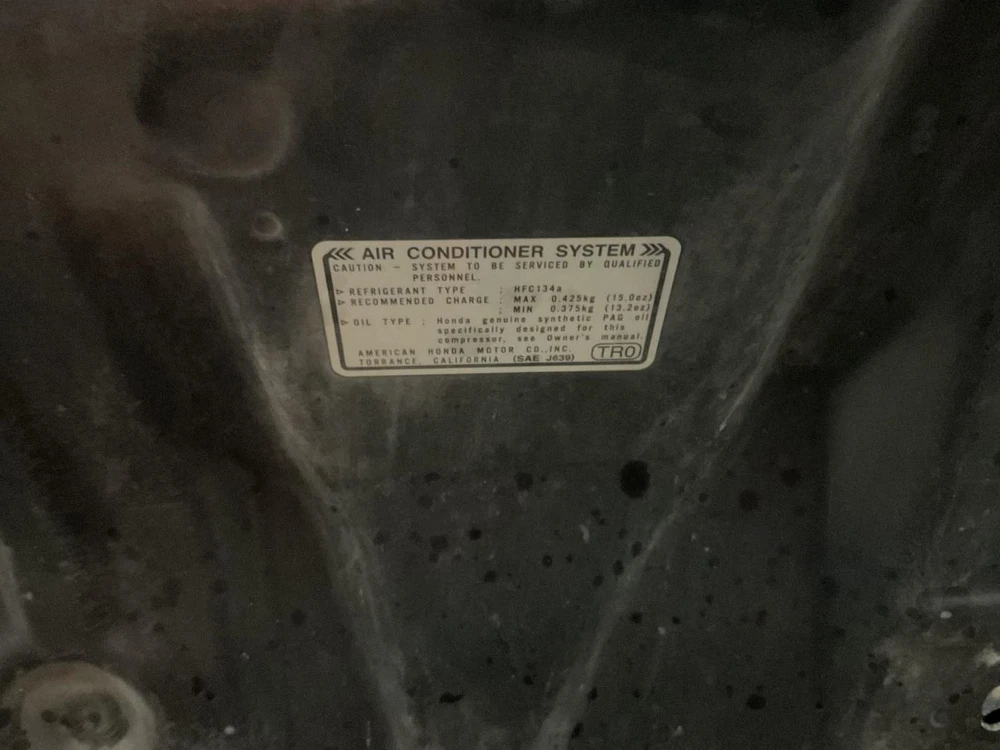 AIR CONDITIONER SYSTEM
CAUTION – SYSTEM TO BE SERVICED BY QUALIFIED
PERSONNEL.
REFRIGERANT TYPE : HFC134a
RECOMMENDED CHARGE : MAX 0.425kg (15.0oz)
: MIN 0.375kg (13.2oz)
OIL TYPE : Honda genuine synthetic PAG oil
specifically designed for this
compressor, see Owner's manual.
AMERICAN HONDA MOTOR CO.,INC.
TORRANCE, CALIFORNIA (SAE J639)
TR0